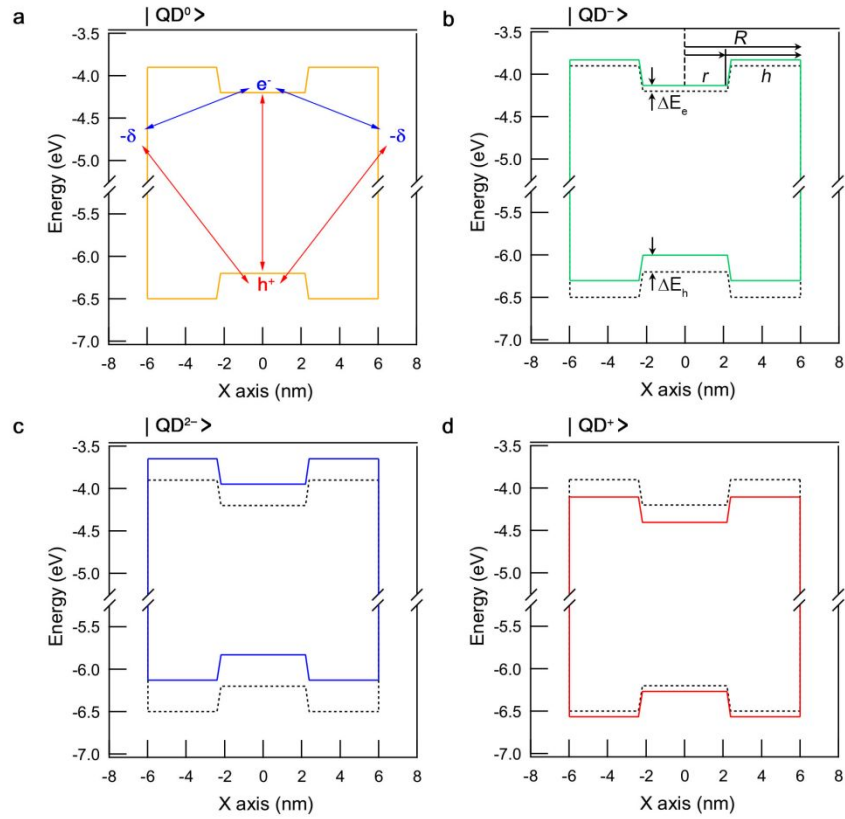 a | QD⁰ >
Energy (eV)
-3.5
-4.0
-4.5
-5.0
-5.5
-6.0
-6.5
-7.0
e⁻
-δ -δ
h⁺
-8 -6 -4 -2 0 2 4 6 8
X axis (nm)
b | QD⁻ >
Energy (eV)
-3.5
-4.0
-4.5
-5.0
-5.5
-6.0
-6.5
-7.0
R
r h
ΔEₑ
ΔEₕ
-8 -6 -4 -2 0 2 4 6 8
X axis (nm)
c | QD²⁻ >
Energy (eV)
-3.5
-4.0
-4.5
-5.0
-5.5
-6.0
-6.5
-7.0
-8 -6 -4 -2 0 2 4 6 8
X axis (nm)
d | QD⁺ >
Energy (eV)
-3.5
-4.0
-4.5
-5.0
-5.5
-6.0
-6.5
-7.0
-8 -6 -4 -2 0 2 4 6 8
X axis (nm)